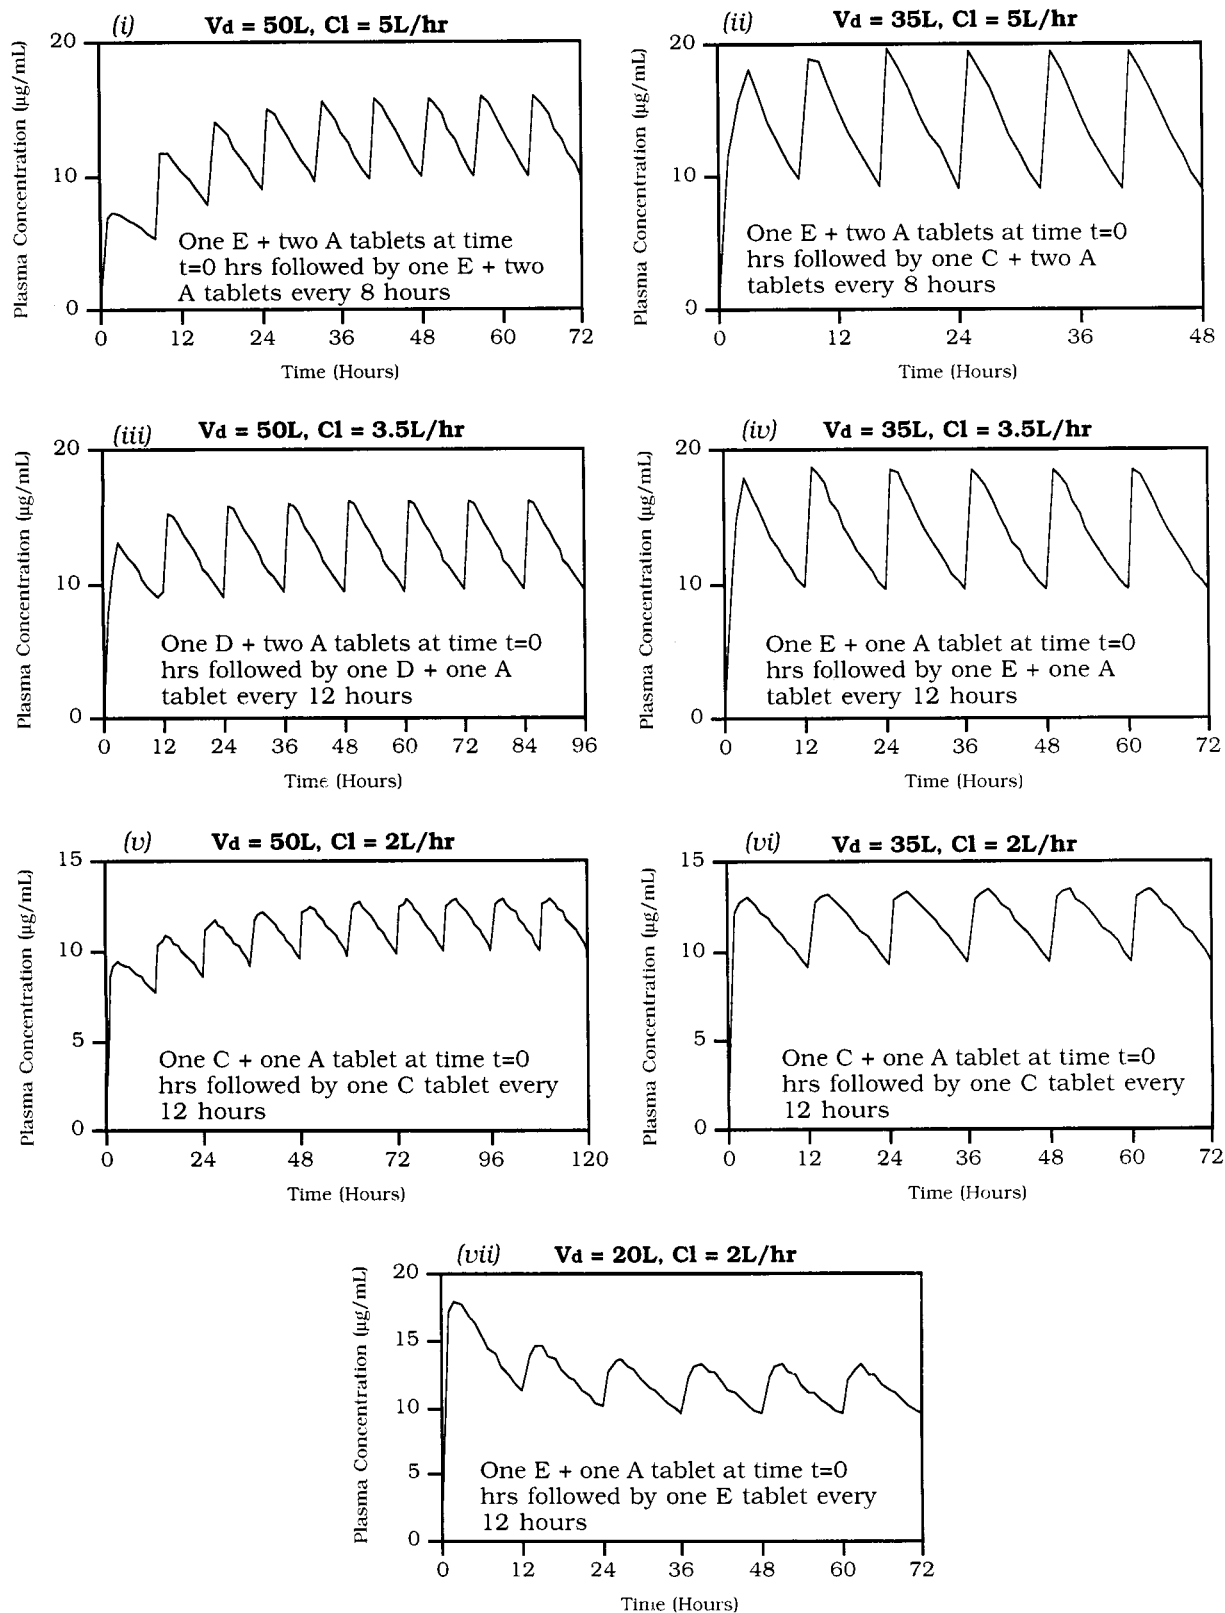 (i) Vd = 50L, Cl = 5L/hr
Plasma Concentration (µg/mL)
20
10
0
One E + two A tablets at time
t=0 hrs followed by one E + two
A tablets every 8 hours
0 12 24 36 48 60 72
Time (Hours)
(ii) Vd = 35L, Cl = 5L/hr
Plasma Concentration (µg/mL)
20
10
0
One E + two A tablets at time t=0
hrs followed by one C + two A
tablets every 8 hours
0 12 24 36 48
Time (Hours)
(iii) Vd = 50L, Cl = 3.5L/hr
Plasma Concentration (µg/mL)
20
10
0
One D + two A tablets at time t=0
hrs followed by one D + one A
tablet every 12 hours
0 12 24 36 48 60 72 84 96
Time (Hours)
(iv) Vd = 35L, Cl = 3.5L/hr
Plasma Concentration (µg/mL)
20
10
0
One E + one A tablet at time t=0
hrs followed by one E + one A
tablet every 12 hours
0 12 24 36 48 60 72
Time (Hours)
(v) Vd = 50L, Cl = 2L/hr
Plasma Concentration (µg/mL)
15
10
5
0
One C + one A tablet at time t=0
hrs followed by one C tablet every
12 hours
0 24 48 72 96 120
Time (Hours)
(vi) Vd = 35L, Cl = 2L/hr
Plasma Concentration (µg/mL)
15
10
5
0
One C + one A tablet at time t=0
hrs followed by one C tablet every
12 hours
0 12 24 36 48 60 72
Time (Hours)
(vii) Vd = 20L, Cl = 2L/hr
Plasma Concentration (µg/mL)
20
15
10
5
0
One E + one A tablet at time t=0
hrs followed by one E tablet every
12 hours
0 12 24 36 48 60 72
Time (Hours)